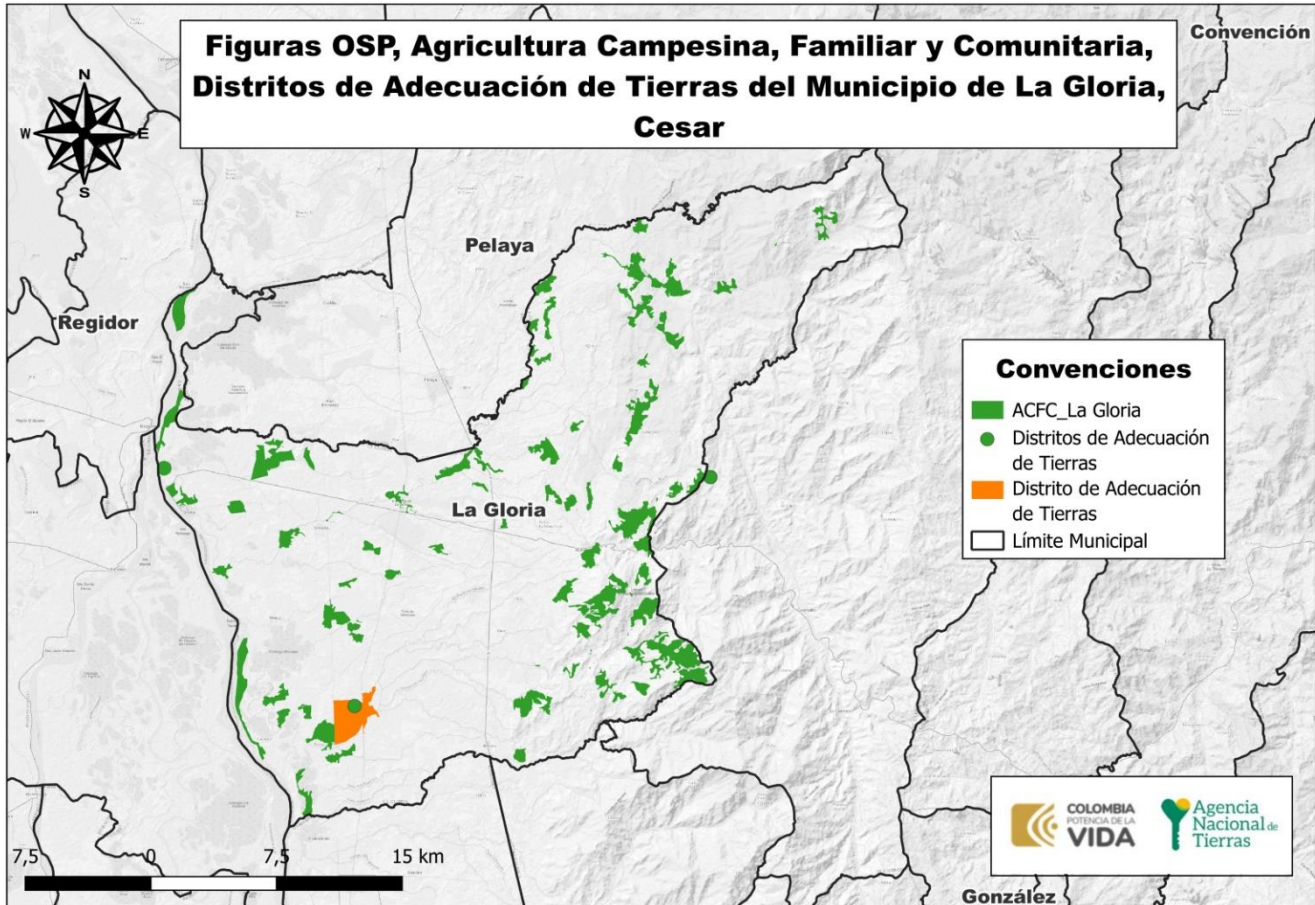 Convención
Figuras OSP, Agricultura Campesina, Familiar y Comunitaria,
Distritos de Adecuación de Tierras del Municipio de La Gloria,
Cesar
N
W
E
S
Pelaya
Regidor
La Gloria
Convenciones
ACFC_La Gloria
Distritos de Adecuación
de Tierras
Distrito de Adecuación
de Tierras
Límite Municipal
7,5 0 7,5 15 km
COLOMBIA
POTENCIA DE LA
VIDA
Agencia
Nacional de
Tierras
González